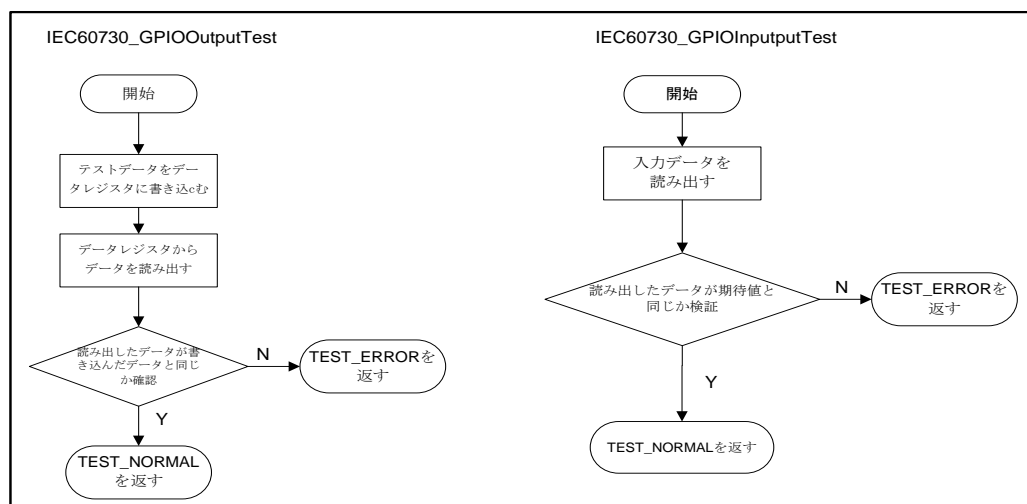 IEC60730_GPIOOutputTest
開始
テストデータをデー
タレジスタに書き込cむ
データレジスタから
データを読み出す
読み出したデータが書
き込んだデータと同じ
か確認
N
TEST_ERRORを
返す
Y
TEST_NORMAL
を返す
IEC60730_GPIOInpututTest
開始
入力データを
読み出す
読み出したデータが期待値と
同じか検証
N
TEST_ERRORを
返す
Y
TEST_NORMALを返す